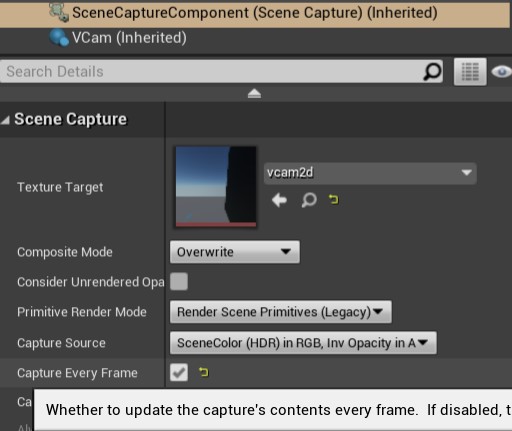 SceneCaptureComponent (Scene Capture) (Inherited)
VCam (Inherited)
Search Details
Scene Capture
Texture Target
vcam2d
Composite Mode
Overwrite
Consider Unrendered Opa
Primitive Render Mode
Render Scene Primitives (Legacy)
Capture Source
SceneColor (HDR) in RGB, Inv Opacity in A
Capture Every Frame
Ca
Whether to update the capture's contents every frame. If disabled, t